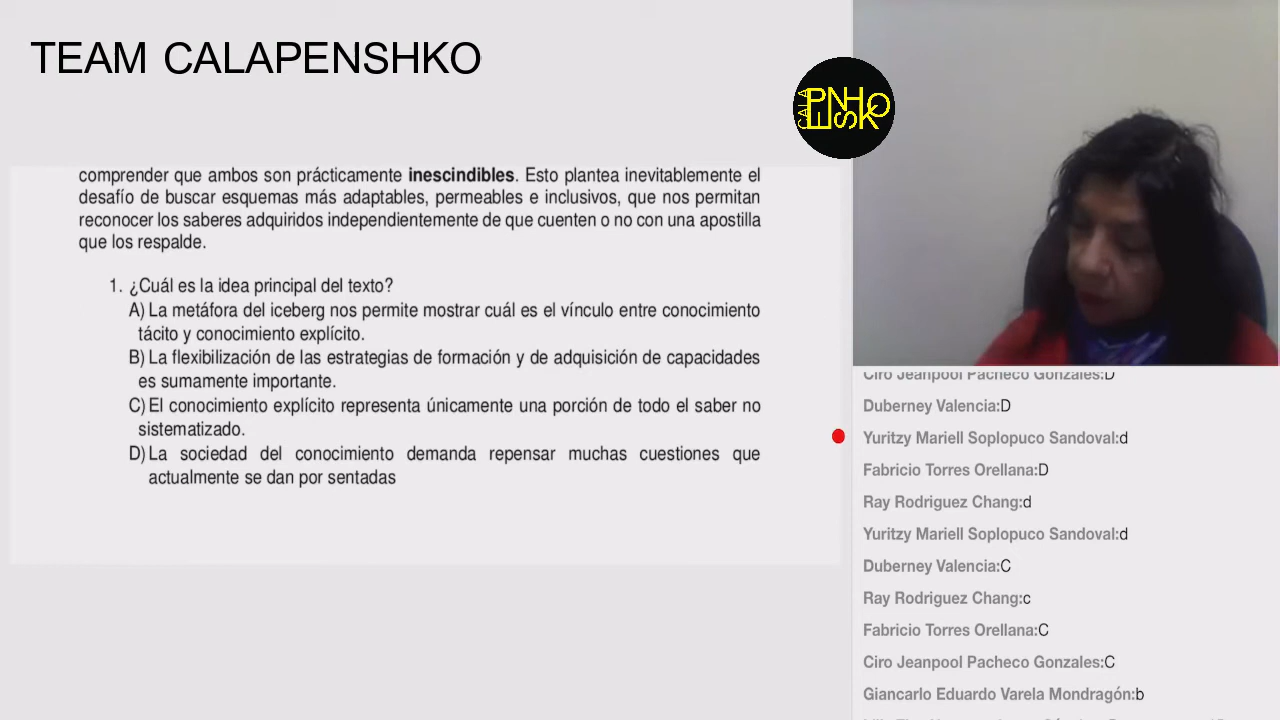 TEAM CALAPENSHKO
CALA
PENHO
ESK
comprender que ambos son prácticamente inescindibles. Esto plantea inevitablemente el
desafío de buscar esquemas más adaptables, permeables e inclusivos, que nos permitan
reconocer los saberes adquiridos independientemente de que cuenten o no con una apostilla
que los respalde.
1. ¿Cuál es la idea principal del texto?
A) La metáfora del iceberg nos permite mostrar cuál es el vínculo entre conocimiento
tácito y conocimiento explícito.
B) La flexibilización de las estrategias de formación y de adquisición de capacidades
es sumamente importante.
C) El conocimiento explícito representa únicamente una porción de todo el saber no
sistematizado.
D) La sociedad del conocimiento demanda repensar muchas cuestiones que
actualmente se dan por sentadas
Ciro Jeanpool Pacheco Gonzales:D
Duberney Valencia:D
Yuritzy Mariell Soplopuco Sandoval:d
Fabricio Torres Orellana:D
Ray Rodriguez Chang:d
Yuritzy Mariell Soplopuco Sandoval:d
Duberney Valencia:C
Ray Rodriguez Chang:c
Fabricio Torres Orellana:C
Ciro Jeanpool Pacheco Gonzales:C
Giancarlo Eduardo Varela Mondragón:b